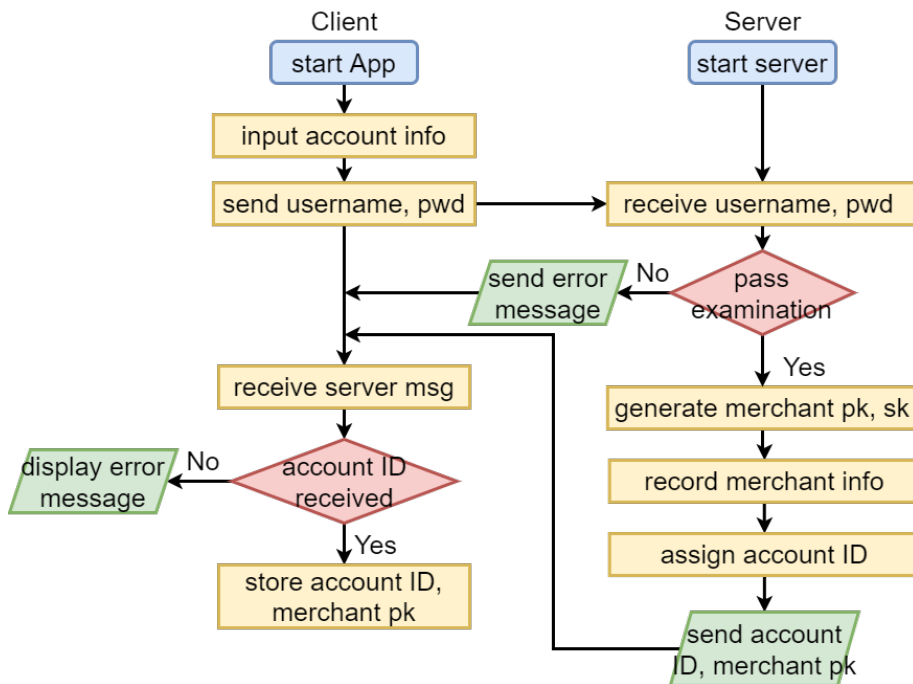 Client
Server
start App
start server
input account info
send username, pwd
receive username, pwd
send error
message
No
pass
examination
Yes
receive server msg
generate merchant pk, sk
display error
message
No
account ID
received
record merchant info
Yes
assign account ID
store account ID,
merchant pk
send account
ID, merchant pk